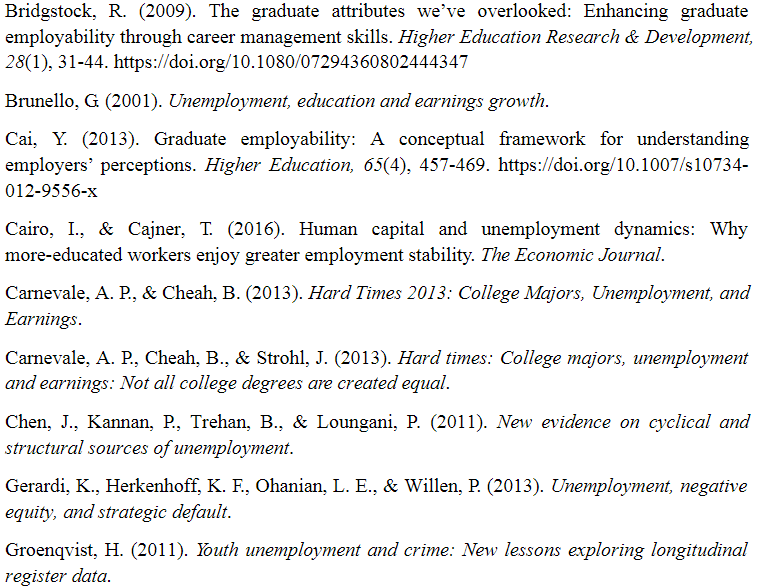 Bridgstock, R. (2009). The graduate attributes we’ve overlooked: Enhancing graduate
employability through career management skills. Higher Education Research & Development,
28(1), 31-44. https://doi.org/10.1080/07294360802444347
Brunello, G. (2001). Unemployment, education and earnings growth.
Cai, Y. (2013). Graduate employability: A conceptual framework for understanding
employers’ perceptions. Higher Education, 65(4), 457-469. https://doi.org/10.1007/s10734-
012-9556-x
Cairo, I., & Cajner, T. (2016). Human capital and unemployment dynamics: Why
more-educated workers enjoy greater employment stability. The Economic Journal.
Carnevale, A. P., & Cheah, B. (2013). Hard Times 2013: College Majors, Unemployment, and
Earnings.
Carnevale, A. P., Cheah, B., & Strohl, J. (2013). Hard times: College majors, unemployment
and earnings: Not all college degrees are created equal.
Chen, J., Kannan, P., Trehan, B., & Loungani, P. (2011). New evidence on cyclical and
structural sources of unemployment.
Gerardi, K., Herkenhoff, K. F., Ohanian, L. E., & Willen, P. (2013). Unemployment, negative
equity, and strategic default.
Groenqvist, H. (2011). Youth unemployment and crime: New lessons exploring longitudinal
register data.